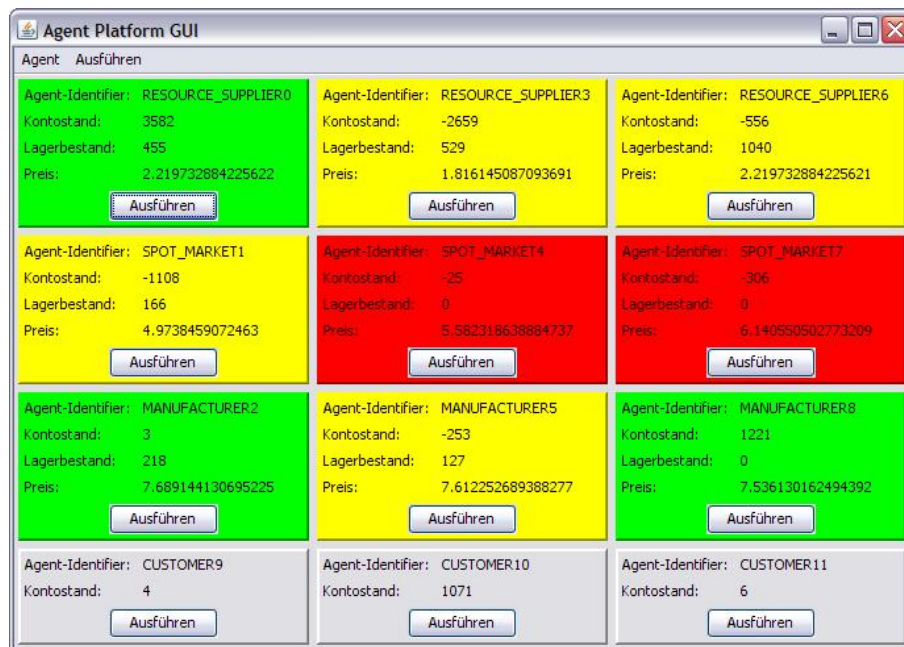 Agent Platform GUI
Agent Ausführen
Agent-Identifier: RESOURCE_SUPPLIER0
Kontostand: 3582
Lagerbestand: 455
Preis: 2.219732884225622
Ausführen
Agent-Identifier: RESOURCE_SUPPLIER3
Kontostand: -2659
Lagerbestand: 529
Preis: 1.816145087093691
Ausführen
Agent-Identifier: RESOURCE_SUPPLIER6
Kontostand: -556
Lagerbestand: 1040
Preis: 2.219732884225621
Ausführen
Agent-Identifier: SPOT_MARKET1
Kontostand: -1108
Lagerbestand: 166
Preis: 4.9738459072463
Ausführen
Agent-Identifier: SPOT_MARKET4
Kontostand: -25
Lagerbestand: 0
Preis: 5.582318638884737
Ausführen
Agent-Identifier: SPOT_MARKET7
Kontostand: -306
Lagerbestand: 0
Preis: 6.140550502773209
Ausführen
Agent-Identifier: MANUFACTURER2
Kontostand: 3
Lagerbestand: 218
Preis: 7.689144130695225
Ausführen
Agent-Identifier: MANUFACTURER5
Kontostand: -253
Lagerbestand: 127
Preis: 7.612252689388277
Ausführen
Agent-Identifier: MANUFACTURER8
Kontostand: 1221
Lagerbestand: 0
Preis: 7.536130162494392
Ausführen
Agent-Identifier: CUSTOMER9
Kontostand: 4
Ausführen
Agent-Identifier: CUSTOMER10
Kontostand: 1071
Ausführen
Agent-Identifier: CUSTOMER11
Kontostand: 6
Ausführen